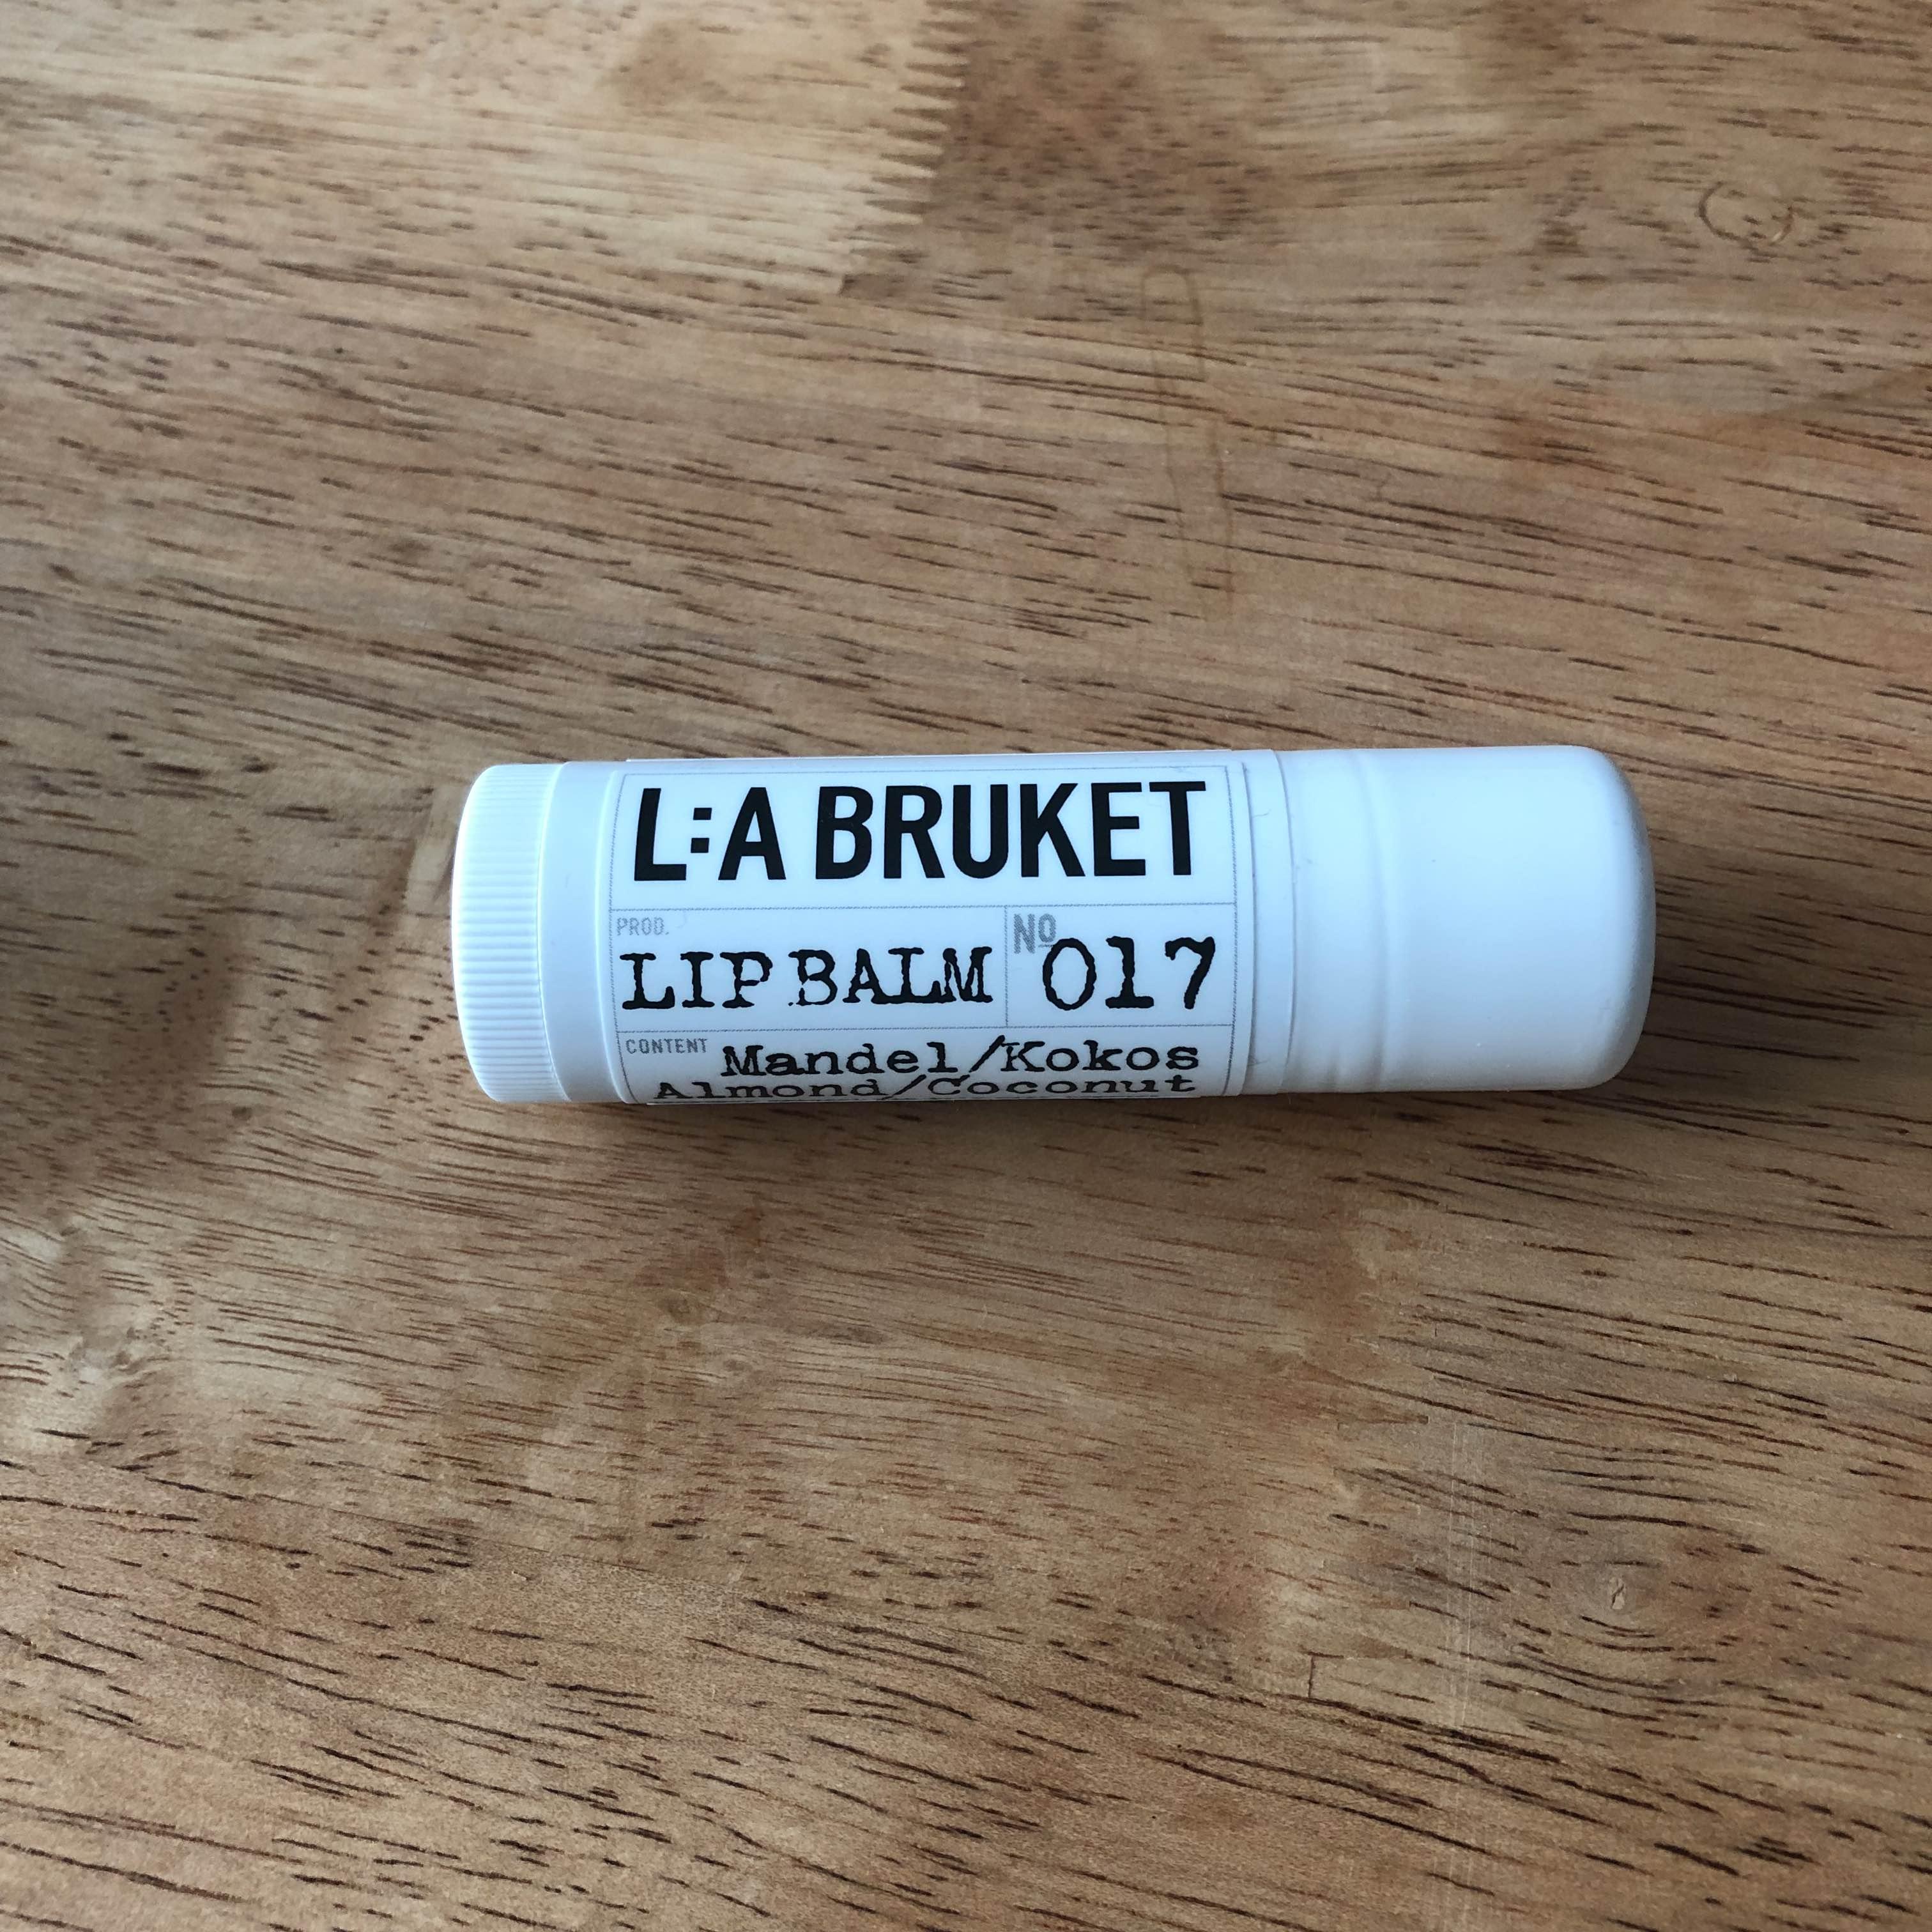 L:A BRUKET
PROD.
LIP BALM
Nº 017
CONTENT Mandel/Kokos
Almond/Coconut